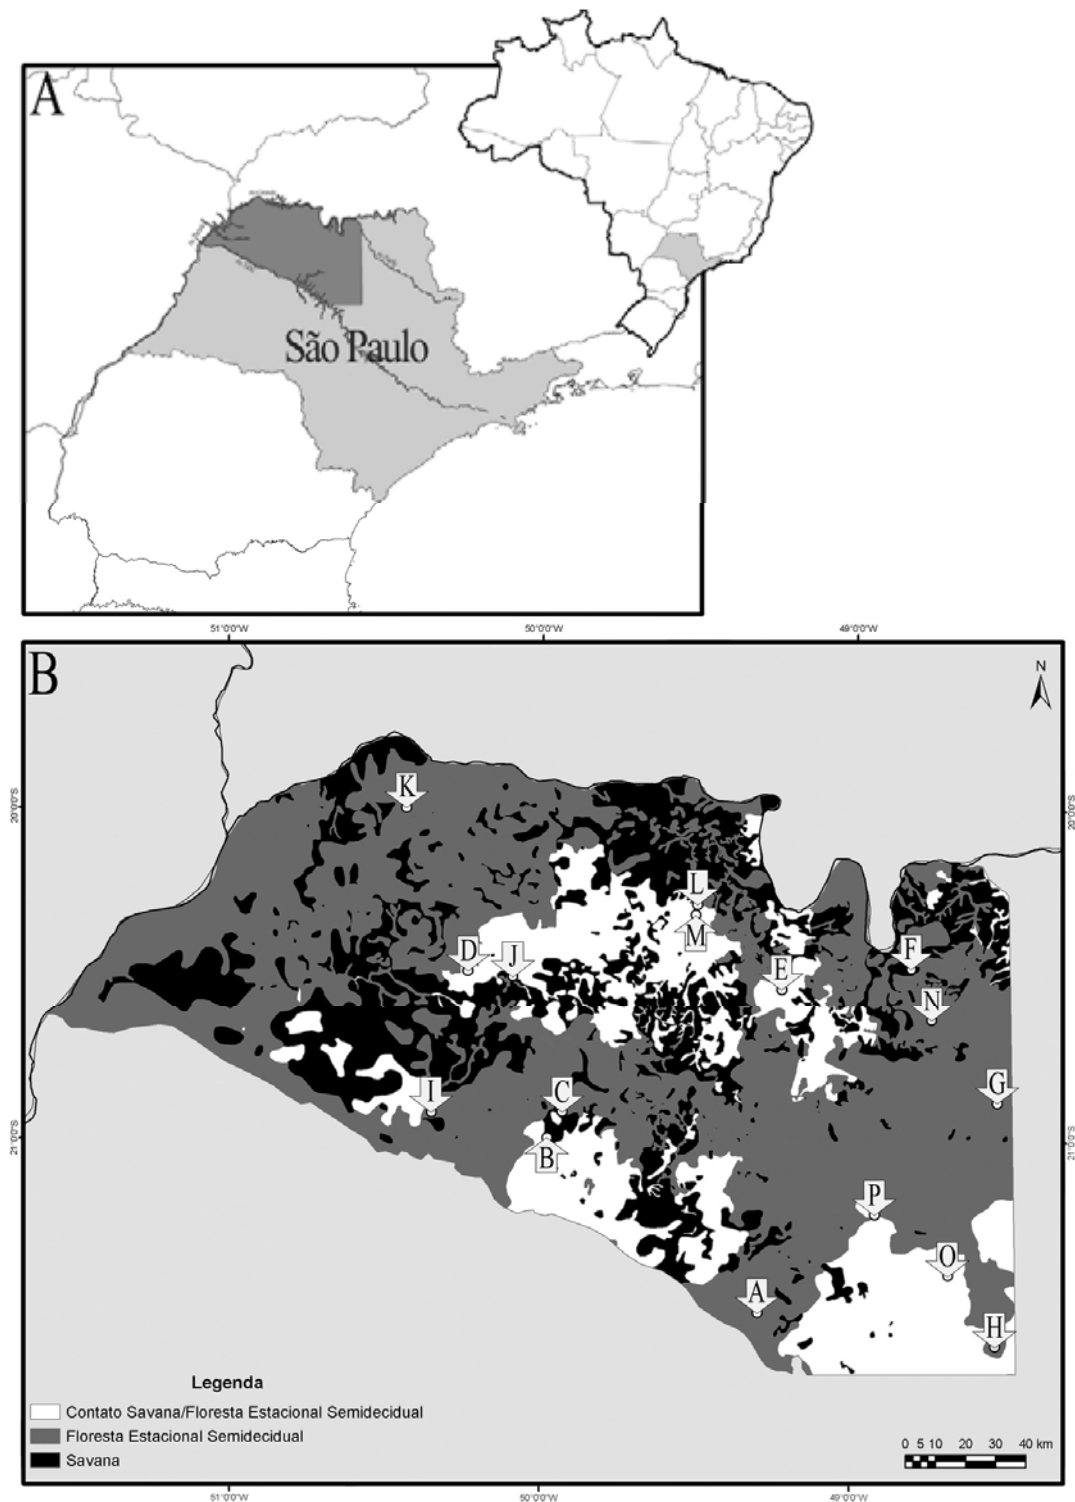 A
São Paulo
51°0'0"W 50°0'0"W 49°0'0"W
B
N
K
20°0'0"S 20°0'0"S
L
M
D J
E
F
N
I C
G
21°0'0"S 21°0'0"S
B
P
O
A
H
Legenda
Contato Savana/Floresta Estacional Semidecidual
Floresta Estacional Semidecidual
Savana
0 5 10 20 30 40 km
51°0'0"W 50°0'0"W 49°0'0"W